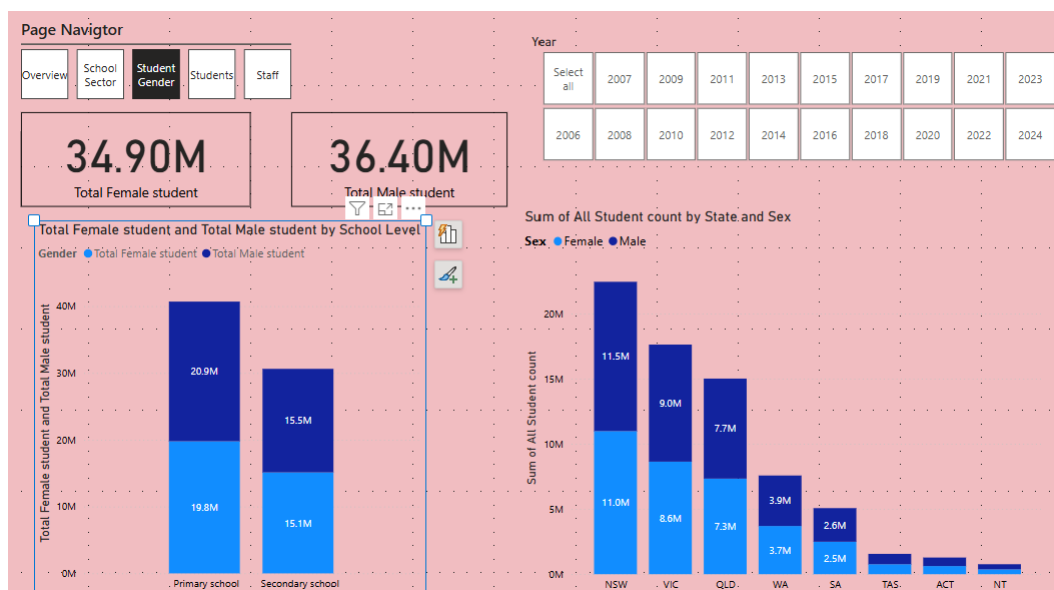 Page Navigtor
Overview
School Sector
Student Gender
Students
Staff
Year
Select all
2007
2009
2011
2013
2015
2017
2019
2021
2023
2006
2008
2010
2012
2014
2016
2018
2020
2022
2024
34.90M
Total Female student
36.40M
Total Male student
Total Female student and Total Male student by School Level
Gender Total Female student Total Male student
Total Female student and Total Male student
40M
30M
20M
10M
0M
20.9M
19.8M
15.5M
15.1M
Primary school
Secondary school
Sum of All Student count by State and Sex
Sex Female Male
Sum of All Student count
20M
15M
10M
5M
0M
11.5M
11.0M
9.0M
8.6M
7.7M
7.3M
3.9M
3.7M
2.6M
2.5M
NSW
VIC
QLD
WA
SA
TAS
ACT
NT